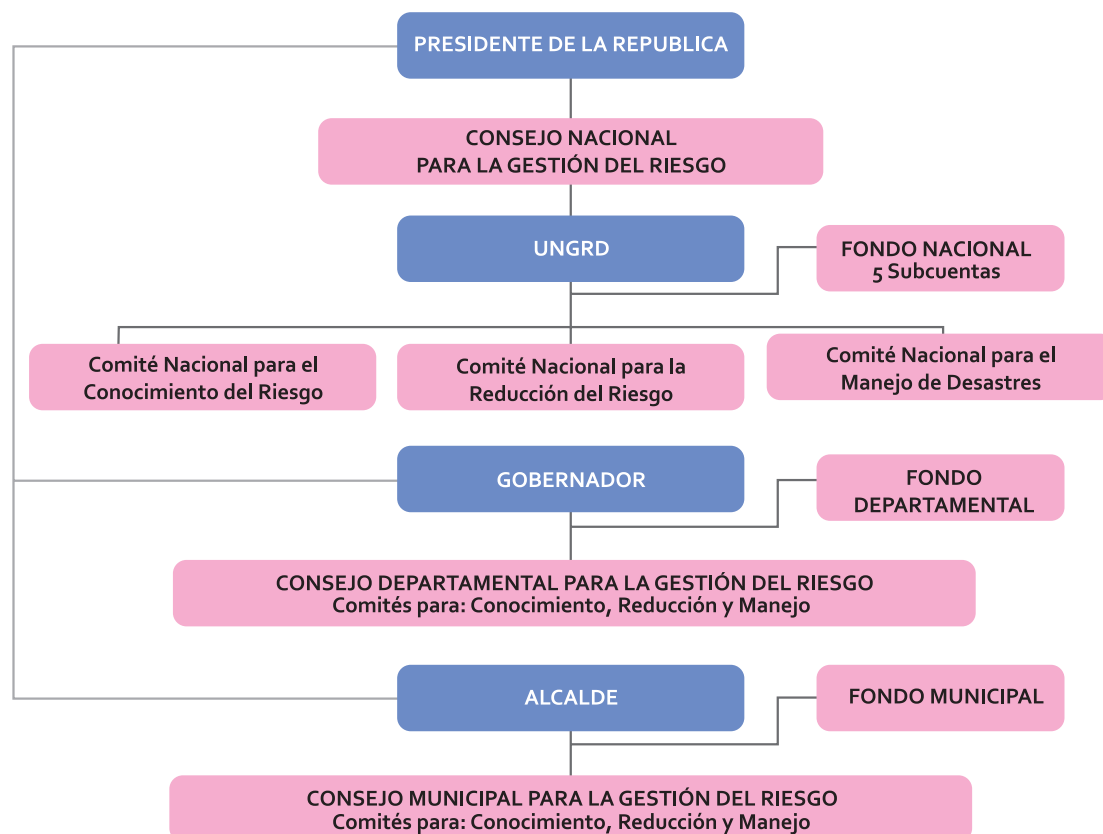 PRESIDENTE DE LA REPUBLICA
CONSEJO NACIONAL
PARA LA GESTIÓN DEL RIESGO
UNGRD
FONDO NACIONAL
5 Subcuentas
Comité Nacional para el
Conocimiento del Riesgo
Comité Nacional para la
Reducción del Riesgo
Comité Nacional para el
Manejo de Desastres
GOBERNADOR
FONDO
DEPARTAMENTAL
CONSEJO DEPARTAMENTAL PARA LA GESTIÓN DEL RIESGO
Comités para: Conocimiento, Reducción y Manejo
ALCALDE
FONDO MUNICIPAL
CONSEJO MUNICIPAL PARA LA GESTIÓN DEL RIESGO
Comités para: Conocimiento, Reducción y Manejo